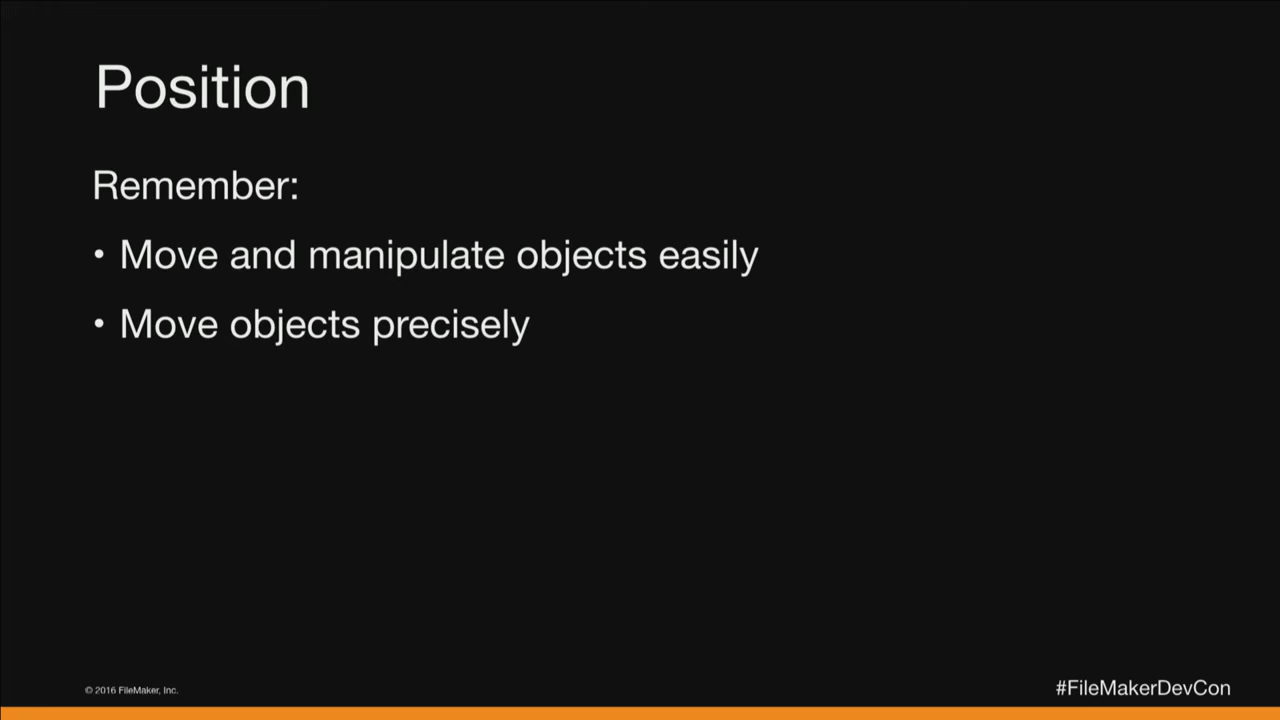 Position
Remember:
• Move and manipulate objects easily
• Move objects precisely
© 2016 FileMaker, Inc.
#FileMakerDevCon